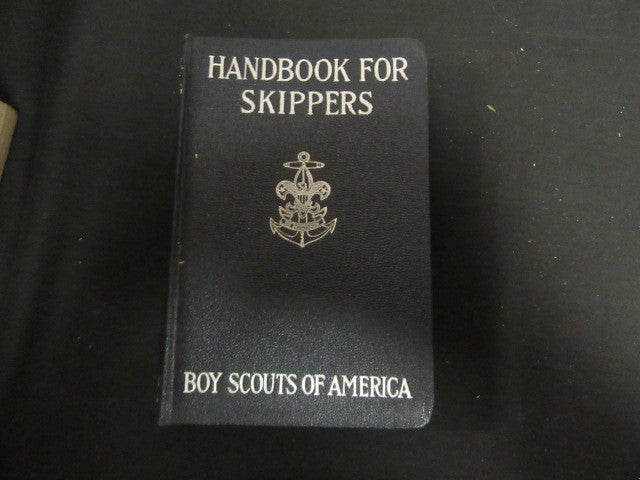 HANDBOOK FOR
SKIPPERS
BOY SCOUTS OF AMERICA